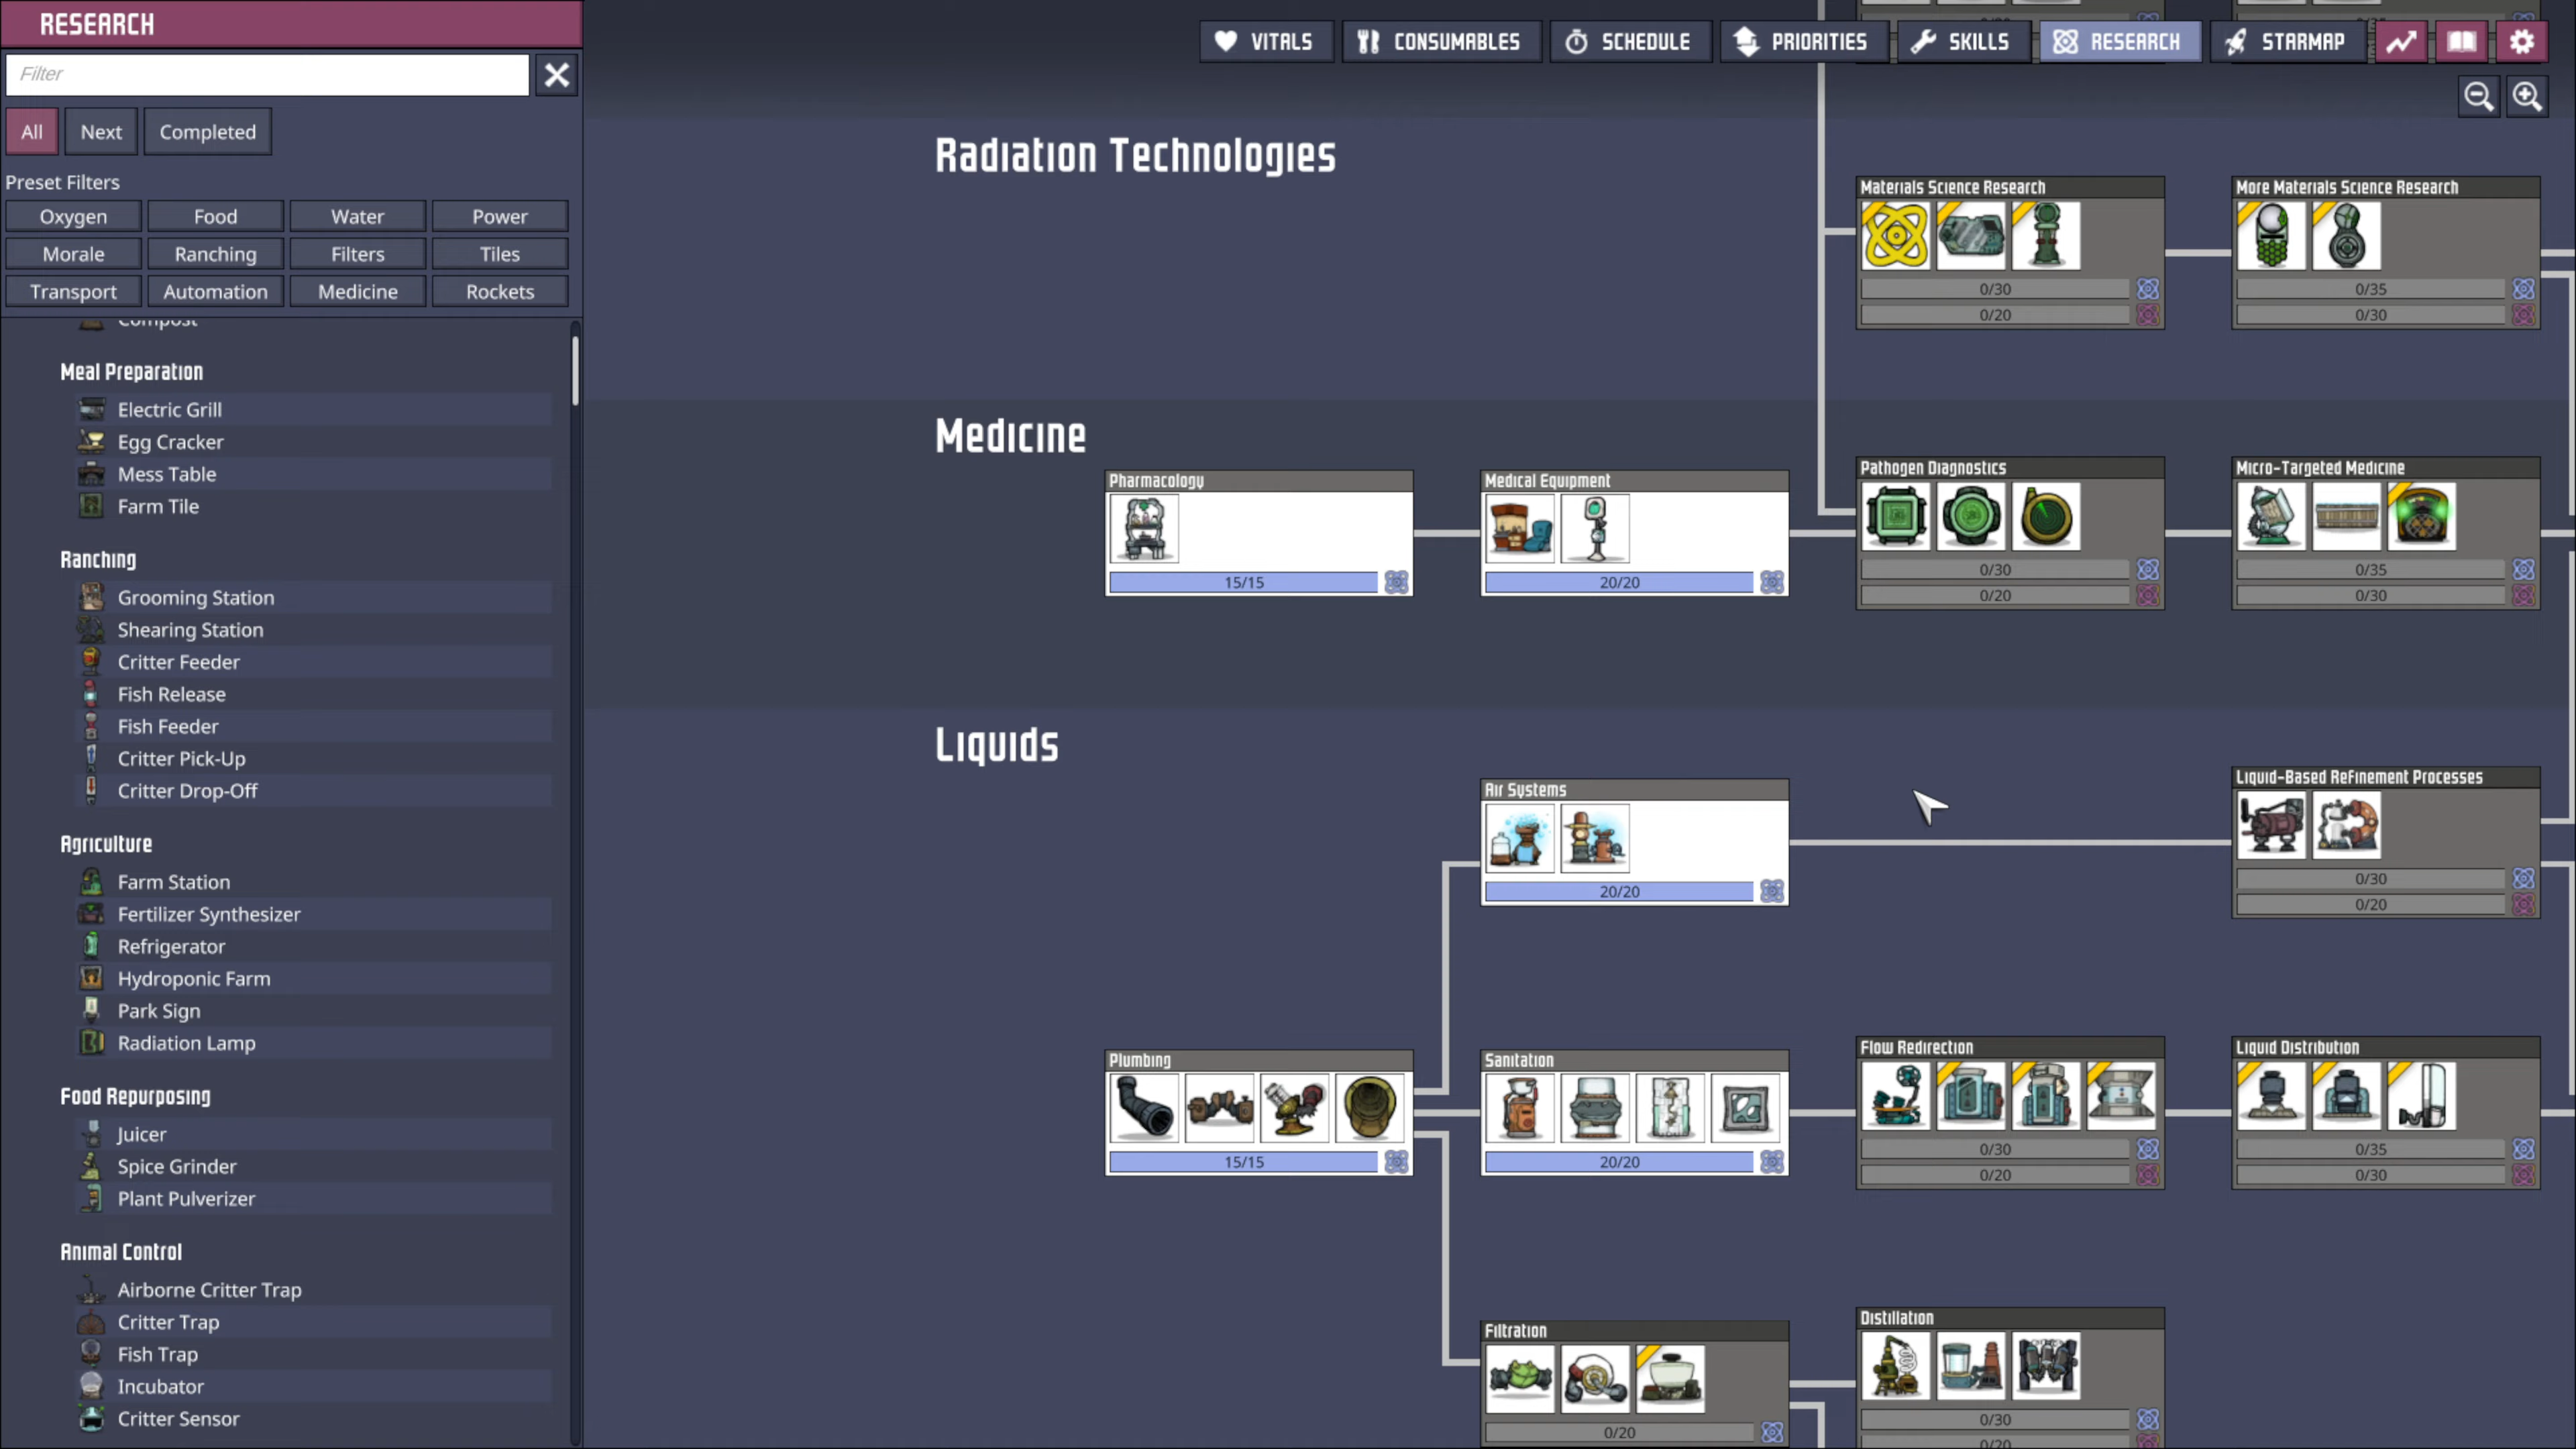 RESEARCH
VITALS
CONSUMABLES
SCHEDULE
PRIORITIES
SKILLS
RESEARCH
STARMAP
Filter
All
Next
Completed
Preset Filters
Oxygen
Food
Water
Power
Morale
Ranching
Filters
Tiles
Transport
Automation
Medicine
Rockets
Compost
Meal Preparation
Electric Grill
Egg Cracker
Mess Table
Farm Tile
Ranching
Grooming Station
Shearing Station
Critter Feeder
Fish Release
Fish Feeder
Critter Pick-Up
Critter Drop-Off
Agriculture
Farm Station
Fertilizer Synthesizer
Refrigerator
Hydroponic Farm
Park Sign
Radiation Lamp
Food Repurposing
Juicer
Spice Grinder
Plant Pulverizer
Animal Control
Airborne Critter Trap
Critter Trap
Fish Trap
Incubator
Critter Sensor
Radiation Technologies
Materials Science Research
0/30
0/20
More Materials Science Research
0/35
0/30
Medicine
Pharmacology
15/15
Medical Equipment
20/20
Pathogen Diagnostics
0/30
0/20
Micro-Targeted Medicine
0/35
0/30
Liquids
Air Systems
20/20
Liquid-Based Refinement Processes
0/30
0/20
Plumbing
15/15
Sanitation
20/20
Flow Redirection
0/30
0/20
Liquid Distribution
0/35
0/30
Filtration
0/20
Distillation
0/30
0/20